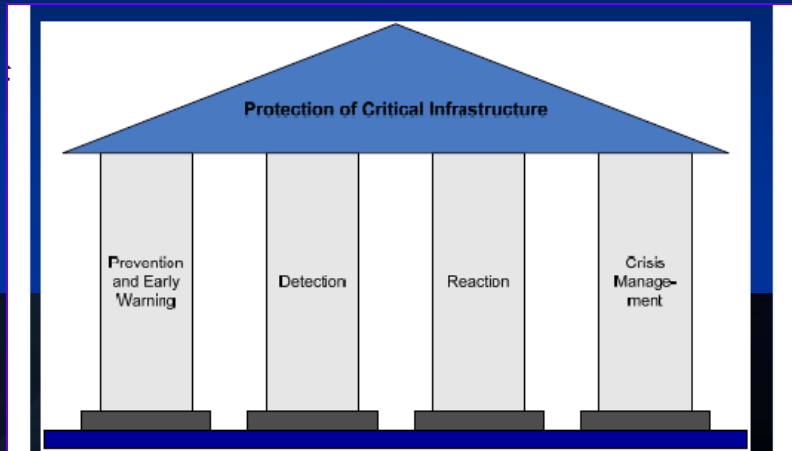 Protection of Critical Infrastructure
Prevention
and Early
Warning
Detection
Reaction
Crisis
Manage-
ment